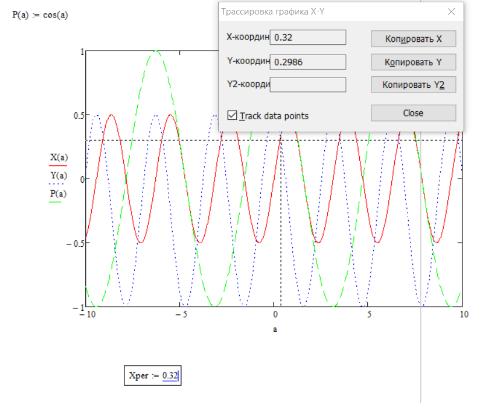 P(a) := cos(a)
Трассировка графика X-Y
X-координ 0.32 Копировать X
Y-координ 0.2986 Копировать Y
Y2-коорди Копировать Y2
Track data points Close
1
0.5
X(a)
Y(a)
P(a)
0
−0.5
−1
−10 −5 0 5 10
a
Xper := 0.32